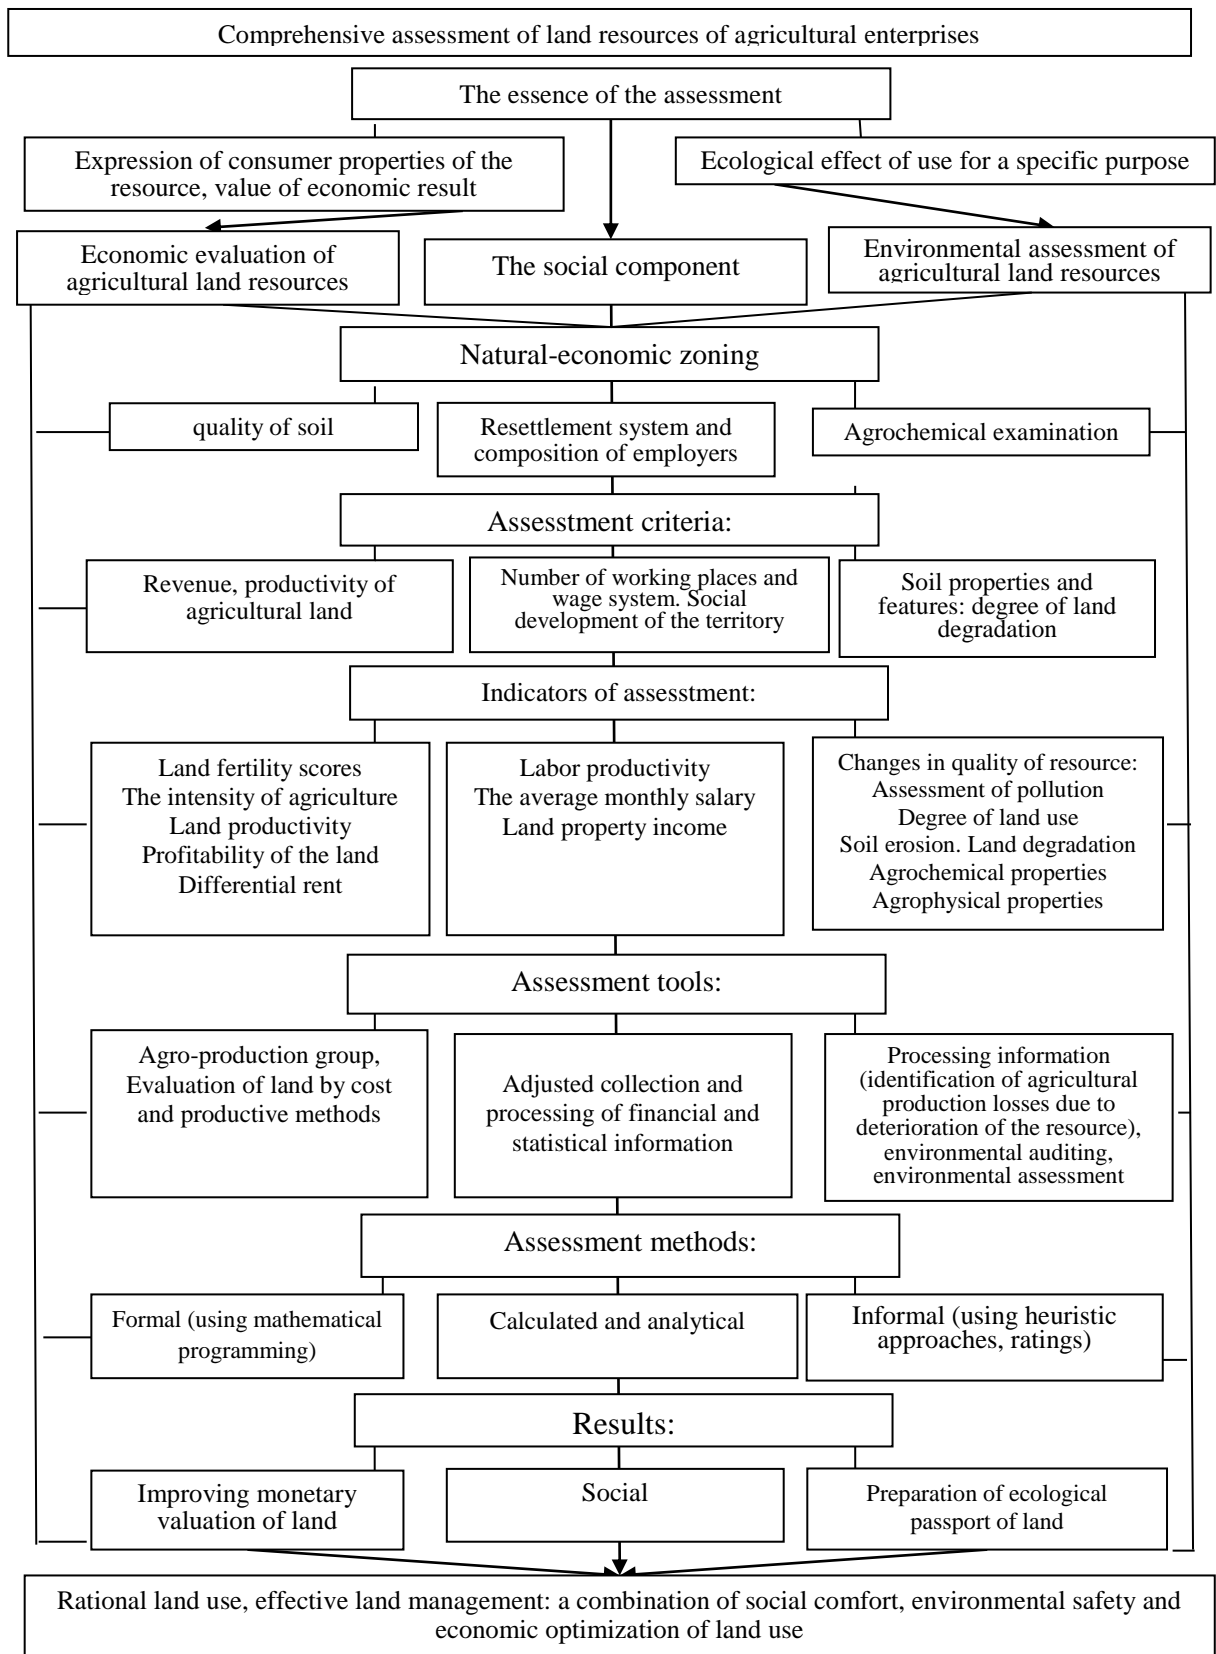 Comprehensive assessment of land resources of agricultural enterprises
The essence of the assessment
Expression of consumer properties of the
resource, value of economic result
Ecological effect of use for a specific purpose
Economic evaluation of
agricultural land resources
The social component
Environmental assessment of
agricultural land resources
Natural-economic zoning
quality of soil
Resettlement system and
composition of employers
Agrochemical examination
Assesstment criteria:
Revenue, productivity of
agricultural land
Number of working places and
wage system. Social
development of the territory
Soil properties and
features: degree of land
degradation
Indicators of assesstment:
Land fertility scores
The intensity of agriculture
Land productivity
Profitability of the land
Differential rent
Labor productivity
The average monthly salary
Land property income
Changes in quality of resource:
Assessment of pollution
Degree of land use
Soil erosion. Land degradation
Agrochemical properties
Agrophysical properties
Assessment tools:
Agro-production group,
Evaluation of land by cost
and productive methods
Adjusted collection and
processing of financial and
statistical information
Processing information
(identification of agricultural
production losses due to
deterioration of the resource),
environmental auditing,
environmental assessment
Assessment methods:
Formal (using mathematical
programming)
Calculated and analytical
Informal (using heuristic
approaches, ratings)
Results:
Improving monetary
valuation of land
Social
Preparation of ecological
passport of land
Rational land use, effective land management: a combination of social comfort, environmental safety and
economic optimization of land use